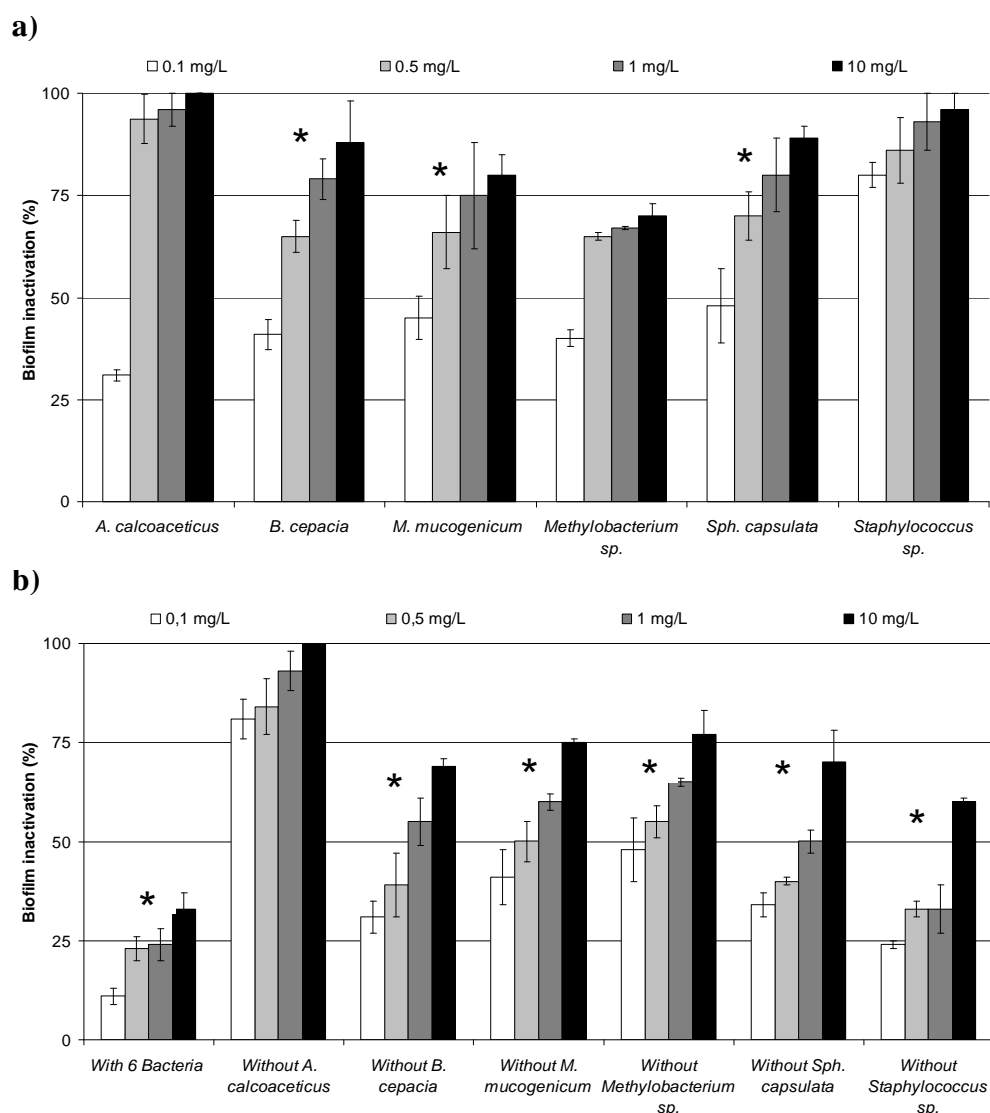 a)
0.1 mg/L 0.5 mg/L 1 mg/L 10 mg/L
100
75
50
25
0
Biofilm inactivation (%)
* * *
A. calcoaceticus B. cepacia M. mucogenicum Methylobacterium sp. Sph. capsulata Staphylococcus sp.
b)
0,1 mg/L 0,5 mg/L 1 mg/L 10 mg/L
100
75
50
25
0
Biofilm inactivation (%)
* * * * * *
With 6 Bacteria Without A. calcoaceticus Without B. cepacia Without M. mucogenicum Without Methylobacterium sp. Without Sph. capsulata Without Staphylococcus sp.